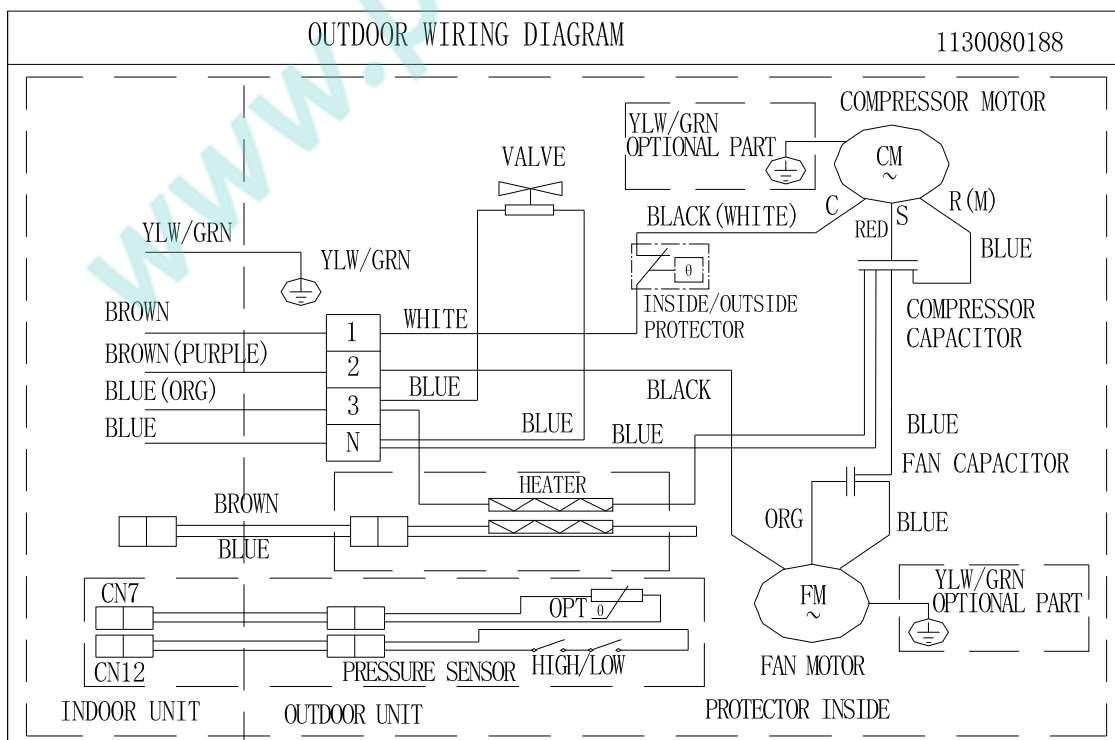 OUTDOOR WIRING DIAGRAM
1130080188
COMPRESSOR MOTOR
YLW/GRN
OPTIONAL PART
CM
~
VALVE
C
S
R(M)
BLACK(WHITE)
RED
BLUE
YLW/GRN
YLW/GRN
θ
INSIDE/OUTSIDE
PROTECTOR
COMPRESSOR
CAPACITOR
BROWN
1
WHITE
BROWN(PURPLE)
2
BLUE
BLACK
BLUE(ORG)
3
BLUE
BLUE
BLUE
BLUE
N
FAN CAPACITOR
HEATER
BROWN
BLUE
ORG
BLUE
CN7
OPT
θ
FM
~
YLW/GRN
OPTIONAL PART
CN12
PRESSURE SENSOR
HIGH/LOW
FAN MOTOR
INDOOR UNIT
OUTDOOR UNIT
PROTECTOR INSIDE
www.